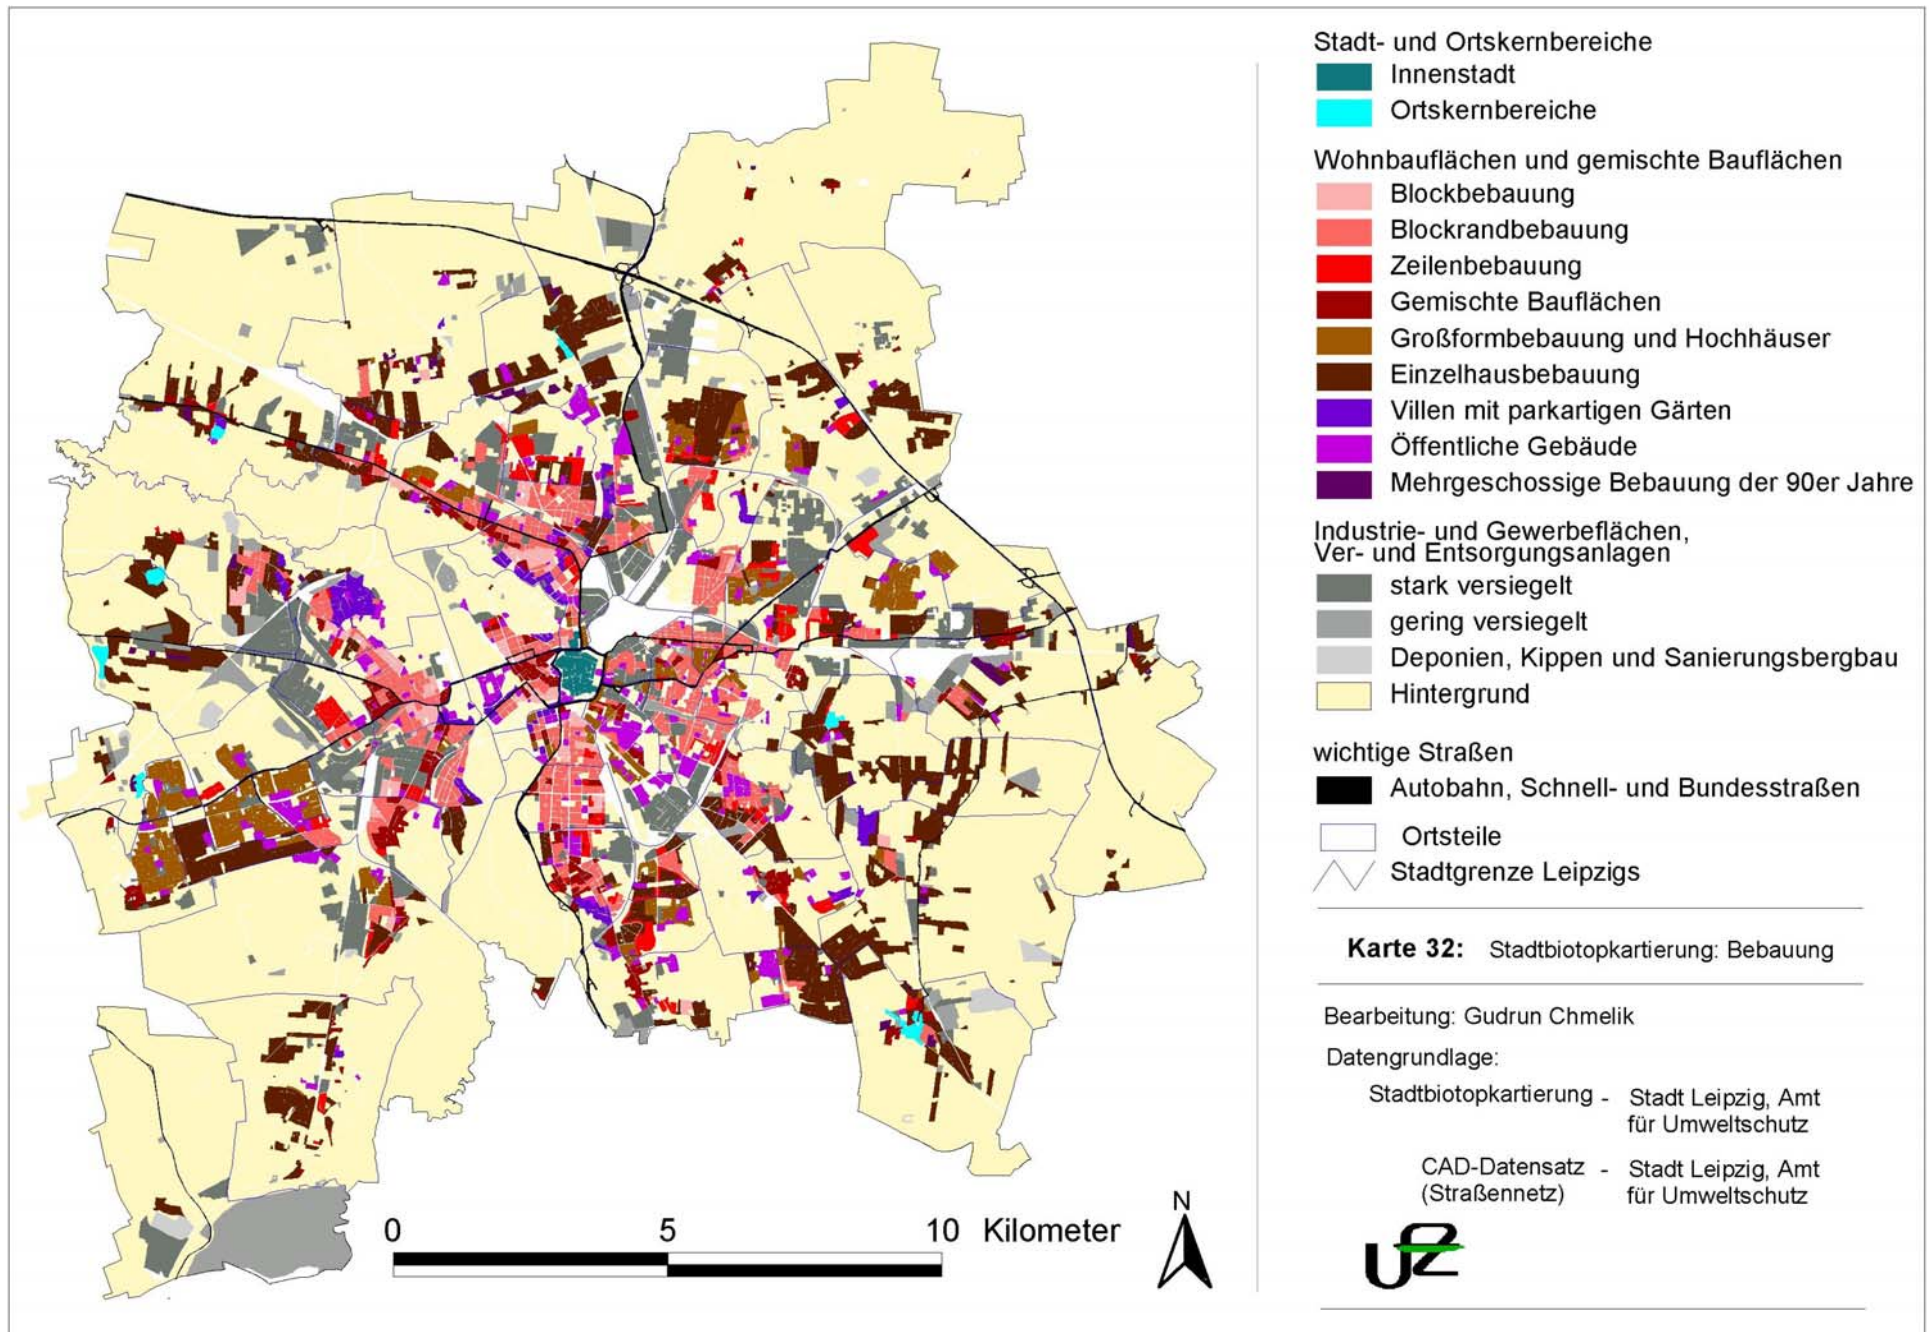 Stadt- und Ortskernbereiche
Innenstadt
Ortskernbereiche
Wohnbauflächen und gemischte Bauflächen
Blockbebauung
Blockrandbebauung
Zeilenbebauung
Gemischte Bauflächen
Großformbebauung und Hochhäuser
Einzelhausbebauung
Villen mit parkartigen Gärten
Öffentliche Gebäude
Mehrgeschossige Bebauung der 90er Jahre
Industrie- und Gewerbeflächen,
Ver- und Entsorgungsanlagen
stark versiegelt
gering versiegelt
Deponien, Kippen und Sanierungsbergbau
Hintergrund
wichtige Straßen
Autobahn, Schnell- und Bundesstraßen
Ortsteile
Stadtgrenze Leipzigs
Karte 32: Stadtbiotopkartierung: Bebauung
Bearbeitung: Gudrun Chmelik
Datengrundlage:
Stadtbiotopkartierung - Stadt Leipzig, Amt
für Umweltschutz
CAD-Datensatz - Stadt Leipzig, Amt
(Straßennetz) für Umweltschutz
UFZ
N
0 5 10 Kilometer